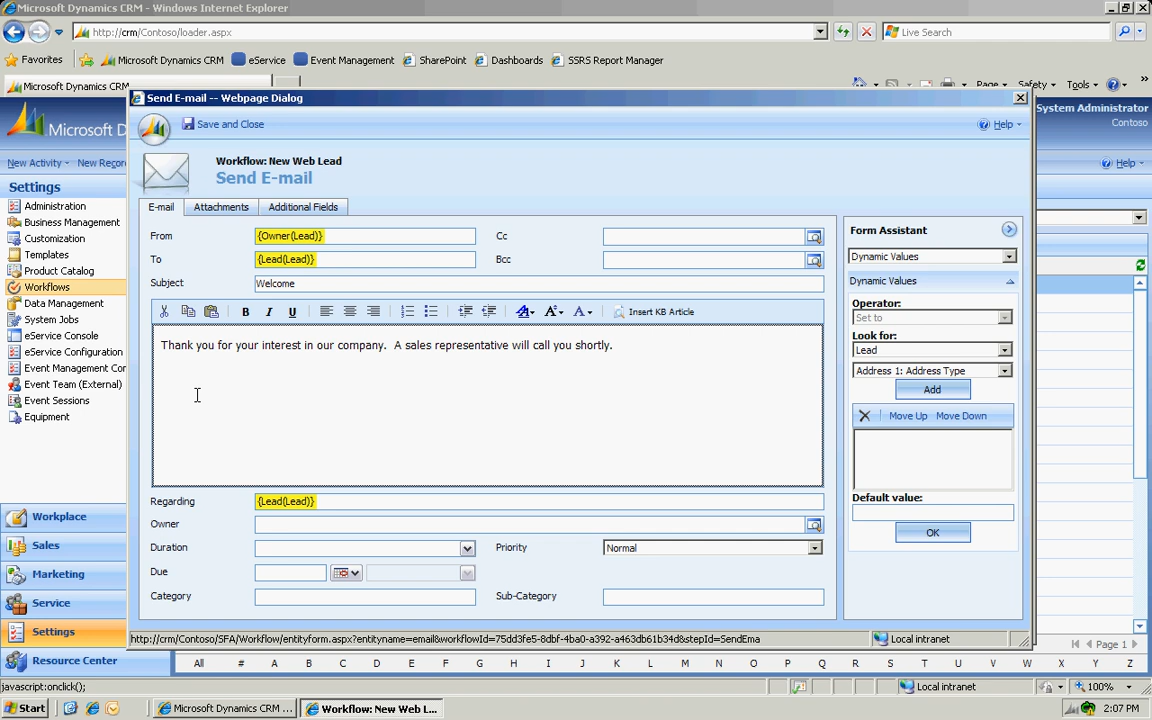 Microsoft Dynamics CRM - Windows Internet Explorer
http://crm/Contoso/loader.aspx
Live Search
Favorites
Microsoft Dynamics CRM
eService
Event Management
SharePoint
Dashboards
SSRS Report Manager
Microsoft Dynamics CRM
Page
Safety
Tools
Send E-mail -- Webpage Dialog
System Administrator
Contoso
Microsoft D
Save and Close
Help
New Activity
New Recor
Help
Workflow: New Web Lead
Send E-mail
Settings
Administration
Business Management
Customization
Templates
Product Catalog
Workflows
Data Management
System Jobs
eService Console
eService Configuration
Event Management Cor
Event Team (External)
Event Sessions
Equipment
E-mail
Attachments
Additional Fields
From
{Owner(Lead)}
Cc
To
{Lead(Lead)}
Bcc
Subject
Welcome
B I U
A A A
Insert KB Article
Thank you for your interest in our company.  A sales representative will call you shortly.
Regarding
{Lead(Lead)}
Owner
Duration
Priority
Normal
Due
Category
Sub-Category
Form Assistant
Dynamic Values
Dynamic Values
Operator:
Set to
Look for:
Lead
Address 1: Address Type
Add
Move Up
Move Down
Default value:
OK
Workplace
Sales
Marketing
Service
Settings
Resource Center
http://crm/Contoso/SFA/Workflow/entityform.aspx?entityname=email&workflowId=75dd3fe5-8dbf-4ba0-a392-a463db61b34d&stepId=SendEma
Local intranet
Page 1
All # A B C D E F G H I J K L M N O P Q R S T U V W X Y Z
javascript:onclick();
Local intranet
100%
Start
Microsoft Dynamics CRM ...
Workflow: New Web L...
2:07 PM